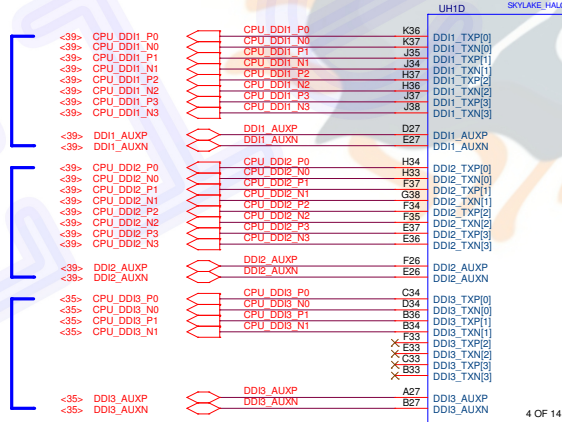 UH1D SKYLAKE_HALO
<39> CPU_DDI1_P0 CPU_DDI1_P0 K36 DDI1_TXP[0]
<39> CPU_DDI1_N0 CPU_DDI1_N0 K37 DDI1_TXN[0]
<39> CPU_DDI1_P1 CPU_DDI1_P1 J35 DDI1_TXP[1]
<39> CPU_DDI1_N1 CPU_DDI1_N1 J34 DDI1_TXN[1]
<39> CPU_DDI1_P2 CPU_DDI1_P2 H37 DDI1_TXP[2]
<39> CPU_DDI1_N2 CPU_DDI1_N2 H36 DDI1_TXN[2]
<39> CPU_DDI1_P3 CPU_DDI1_P3 J37 DDI1_TXP[3]
<39> CPU_DDI1_N3 CPU_DDI1_N3 J38 DDI1_TXN[3]
<39> DDI1_AUXP DDI1_AUXP D27 DDI1_AUXP
<39> DDI1_AUXN DDI1_AUXN E27 DDI1_AUXN
<39> CPU_DDI2_P0 CPU_DDI2_P0 H34 DDI2_TXP[0]
<39> CPU_DDI2_N0 CPU_DDI2_N0 H33 DDI2_TXN[0]
<39> CPU_DDI2_P1 CPU_DDI2_P1 F37 DDI2_TXP[1]
<39> CPU_DDI2_N1 CPU_DDI2_N1 G38 DDI2_TXN[1]
<39> CPU_DDI2_P2 CPU_DDI2_P2 F34 DDI2_TXP[2]
<39> CPU_DDI2_N2 CPU_DDI2_N2 F35 DDI2_TXN[2]
<39> CPU_DDI2_P3 CPU_DDI2_P3 E37 DDI2_TXP[3]
<39> CPU_DDI2_N3 CPU_DDI2_N3 E36 DDI2_TXN[3]
<39> DDI2_AUXP DDI2_AUXP F26 DDI2_AUXP
<39> DDI2_AUXN DDI2_AUXN E26 DDI2_AUXN
<35> CPU_DDI3_P0 CPU_DDI3_P0 C34 DDI3_TXP[0]
<35> CPU_DDI3_N0 CPU_DDI3_N0 D34 DDI3_TXN[0]
<35> CPU_DDI3_P1 CPU_DDI3_P1 B36 DDI3_TXP[1]
<35> CPU_DDI3_N1 CPU_DDI3_N1 B34 DDI3_TXN[1]
F33 DDI3_TXP[2]
E33 DDI3_TXN[2]
C33 DDI3_TXP[3]
B33 DDI3_TXN[3]
<35> DDI3_AUXP DDI3_AUXP A27 DDI3_AUXP
<35> DDI3_AUXN DDI3_AUXN B27 DDI3_AUXN
4 OF 14